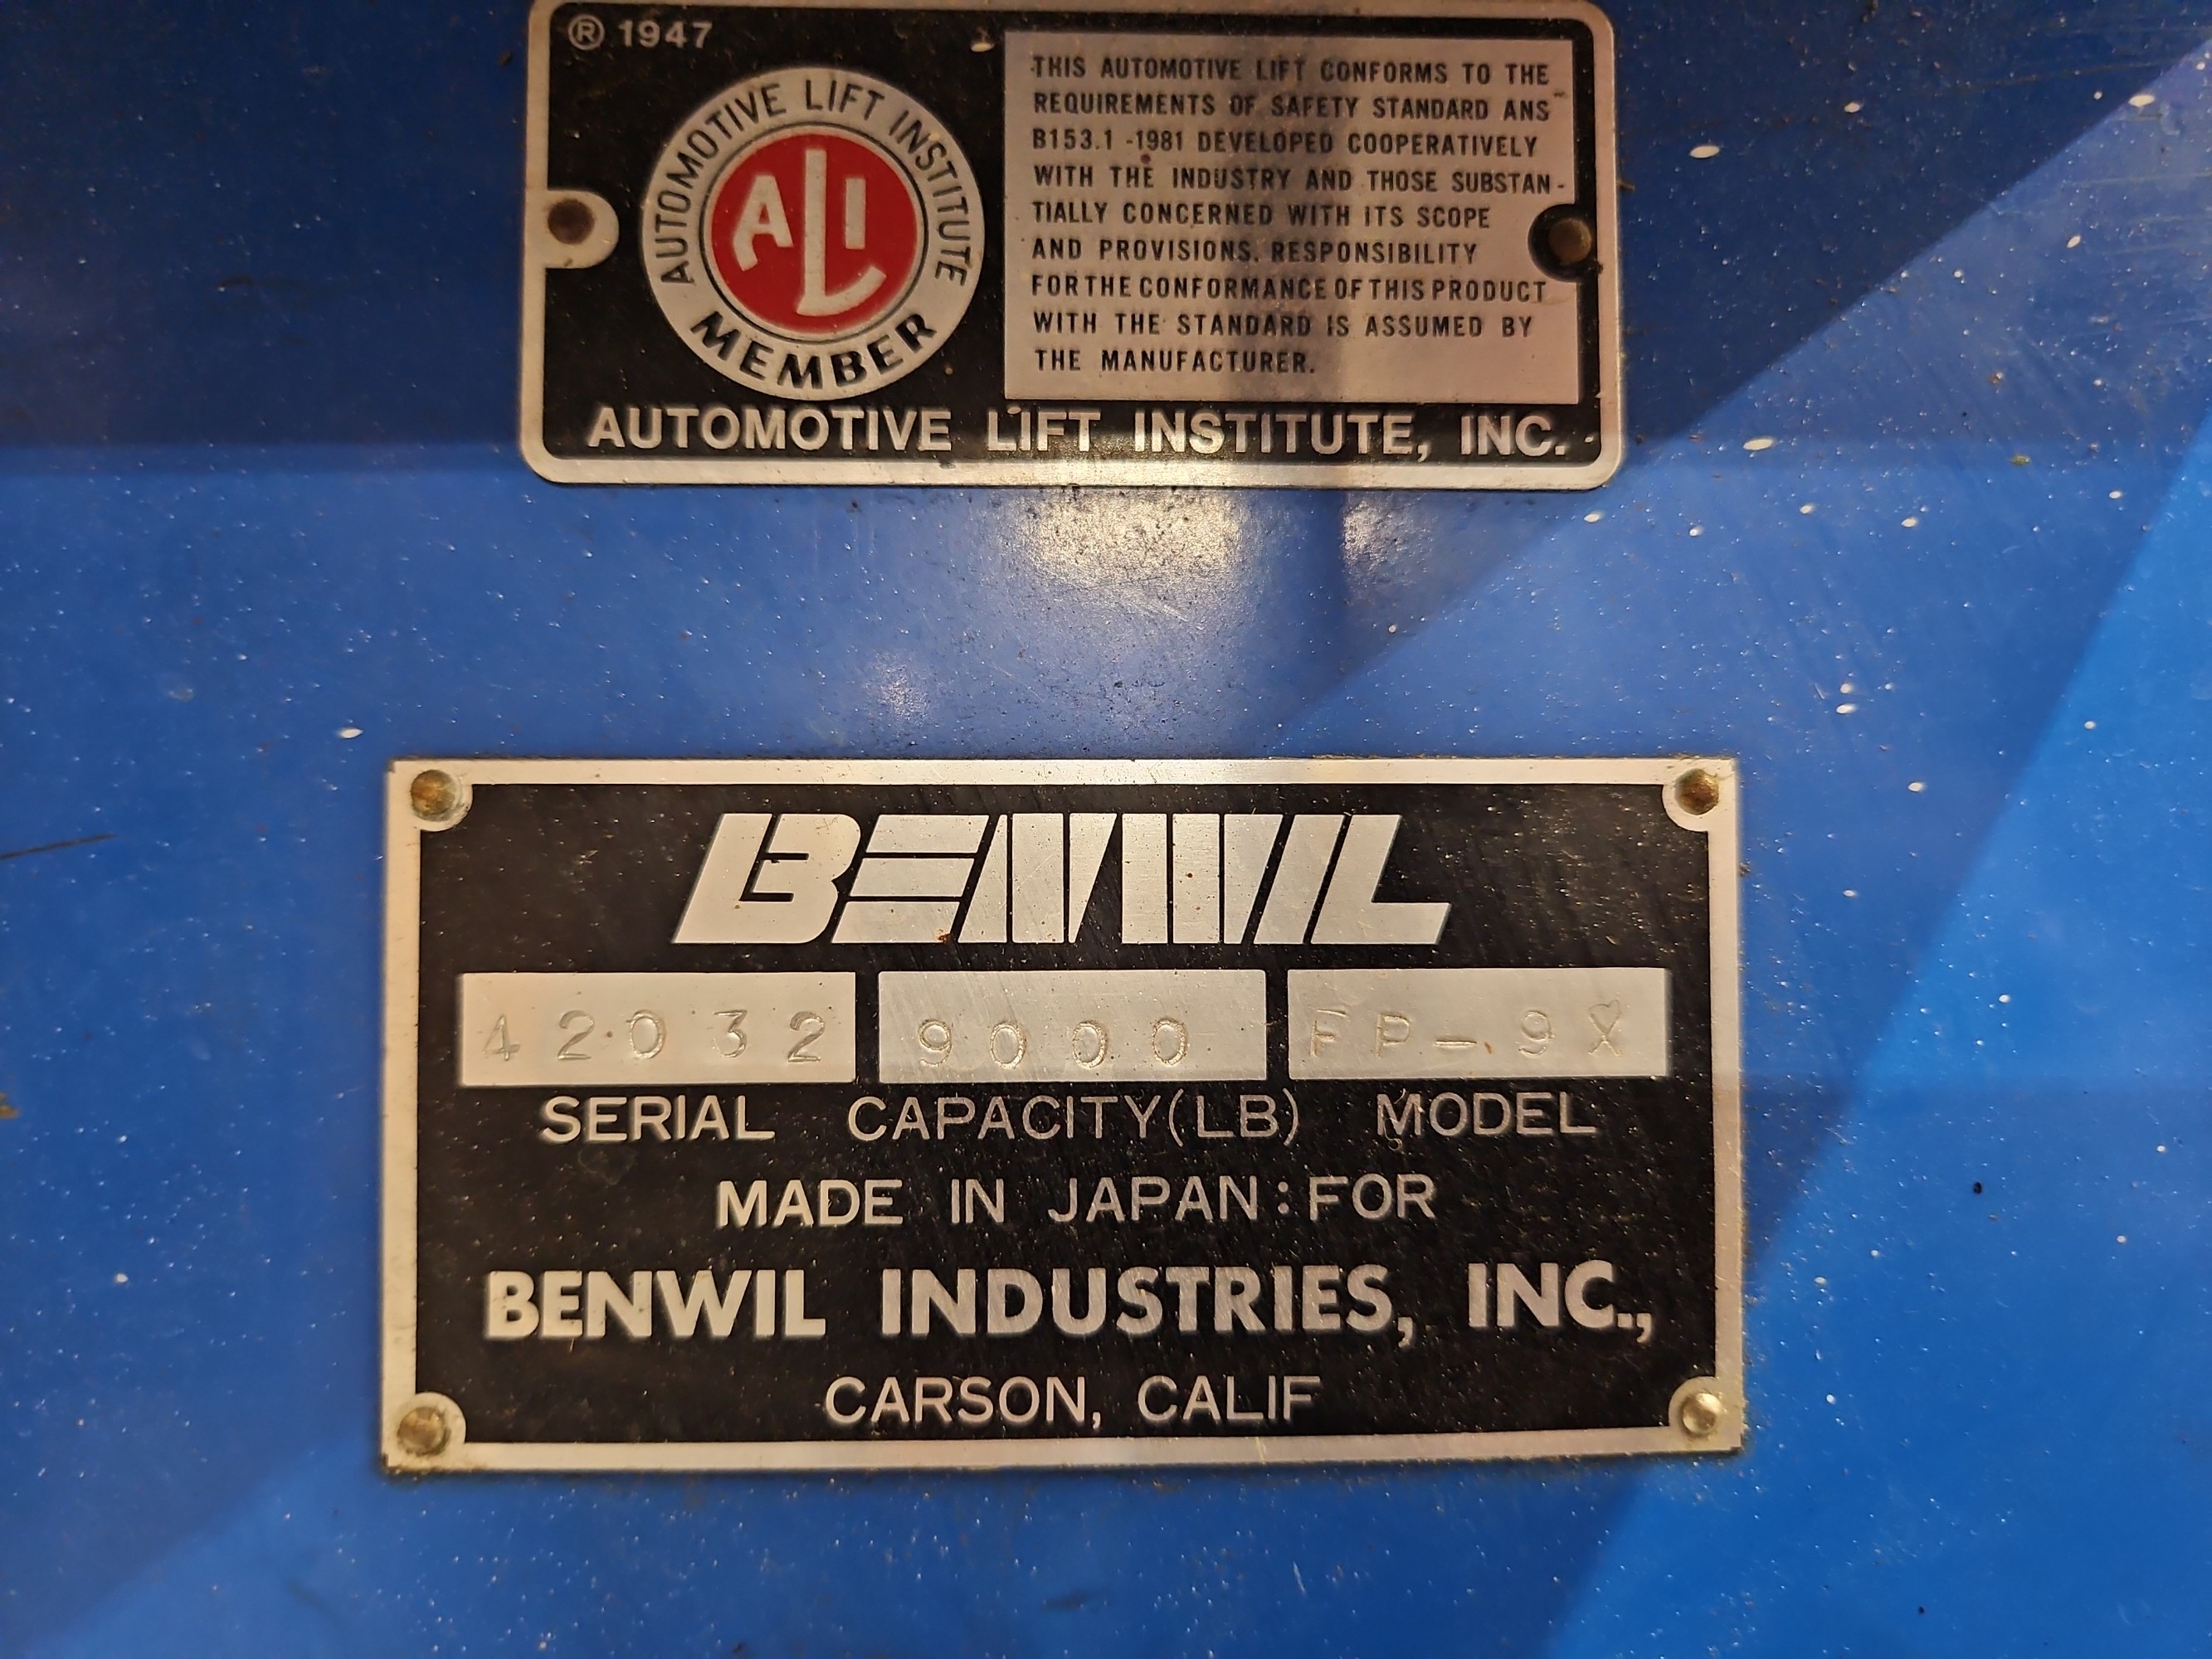 ® 1947
AUTOMOTIVE LIFT INSTITUTE
ALI
MEMBER
THIS AUTOMOTIVE LIFT CONFORMS TO THE
REQUIREMENTS OF SAFETY STANDARD ANS
B153.1 -1981 DEVELOPED COOPERATIVELY
WITH THE INDUSTRY AND THOSE SUBSTAN-
TIALLY CONCERNED WITH ITS SCOPE
AND PROVISIONS. RESPONSIBILITY
FOR THE CONFORMANCE OF THIS PRODUCT
WITH THE STANDARD IS ASSUMED BY
THE MANUFACTURER.
AUTOMOTIVE LIFT INSTITUTE, INC.
BENWIL
42032 9000 FP-9X
SERIAL CAPACITY(LB) MODEL
MADE IN JAPAN:FOR
BENWIL INDUSTRIES, INC.,
CARSON, CALIF